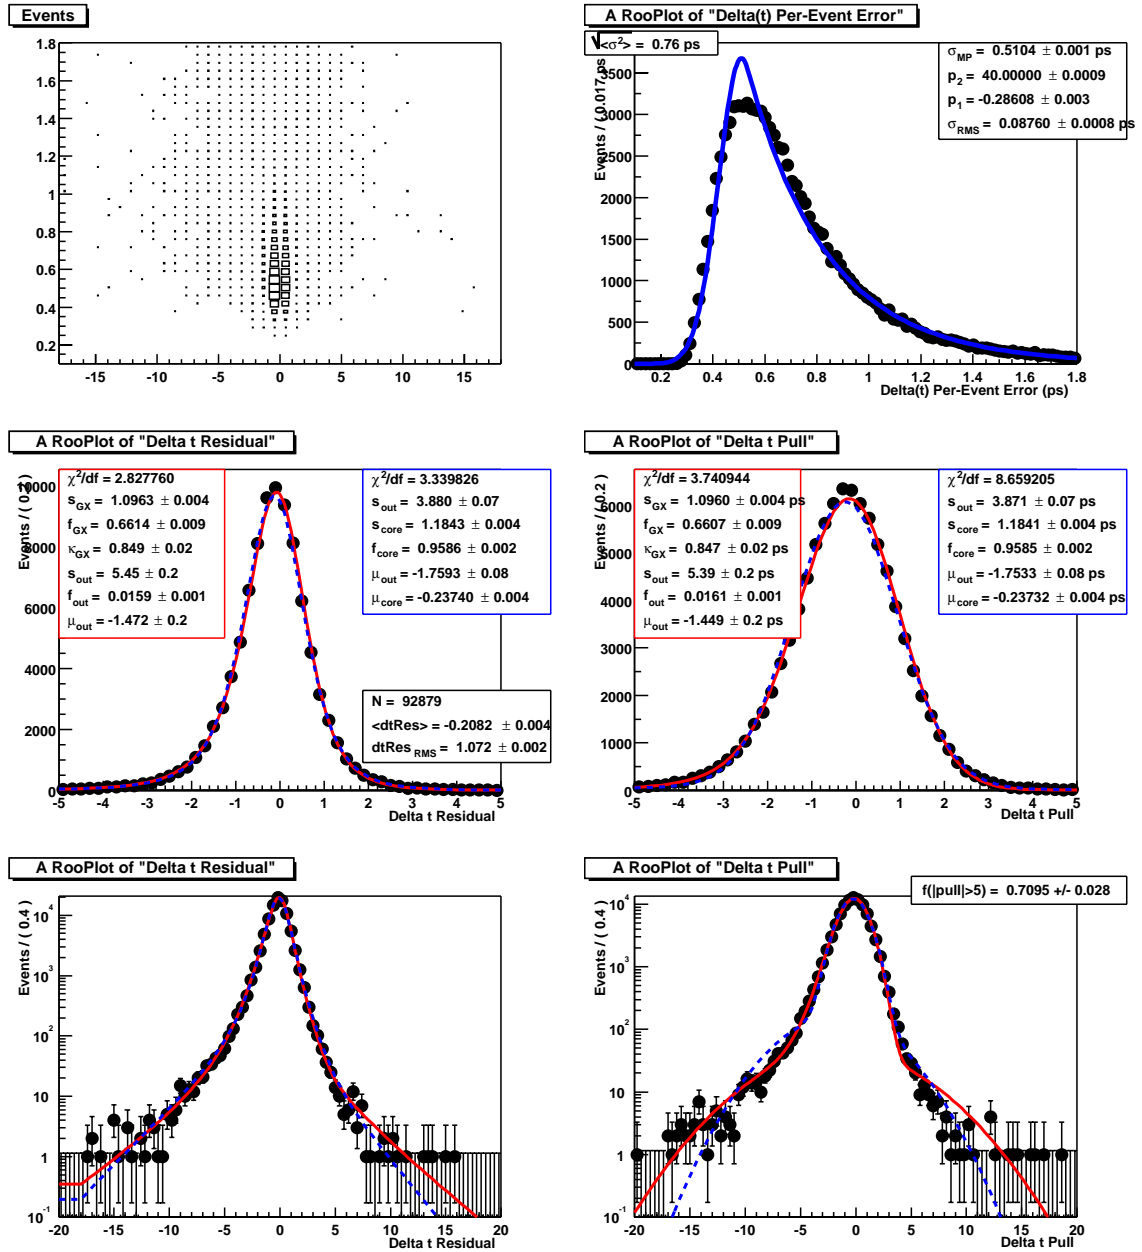 Events
1.8
1.6
1.4
1.2
1
0.8
0.6
0.4
0.2
-15 -10 -5 0 5 10 15
A RooPlot of "Delta(t) Per-Event Error"
√<σ²> = 0.76 ps
σMP = 0.5104 ± 0.001 ps
p2 = 40.00000 ± 0.0009
p1 = -0.28608 ± 0.003
σRMS = 0.08760 ± 0.0008 ps
Events / ( 0.017 ps
3500
3000
2500
2000
1500
1000
500
0
0.2 0.4 0.6 0.8 1 1.2 1.4 1.6 1.8
Delta(t) Per-Event Error (ps)
A RooPlot of "Delta t Residual"
χ²/df = 2.827760
sGX = 1.0963 ± 0.004
fGX = 0.6614 ± 0.009
κGX = 0.849 ± 0.02
sout = 5.45 ± 0.2
fout = 0.0159 ± 0.001
μout = -1.472 ± 0.2
χ²/df = 3.339826
sout = 3.880 ± 0.07
score = 1.1843 ± 0.004
fcore = 0.9586 ± 0.002
μout = -1.7593 ± 0.08
μcore = -0.23740 ± 0.004
N = 92879
<dtRes> = -0.2082 ± 0.004
dtRes RMS = 1.072 ± 0.002
Events / ( 0.2 )
10000
8000
6000
4000
2000
0
-5 -4 -3 -2 -1 0 1 2 3 4 5
Delta t Residual
A RooPlot of "Delta t Pull"
χ²/df = 3.740944
sGX = 1.0960 ± 0.004 ps
fGX = 0.6607 ± 0.009
κGX = 0.847 ± 0.02 ps
sout = 5.39 ± 0.2 ps
fout = 0.0161 ± 0.001
μout = -1.449 ± 0.2 ps
χ²/df = 8.659205
sout = 3.871 ± 0.07 ps
score = 1.1841 ± 0.004 ps
fcore = 0.9585 ± 0.002
μout = -1.7533 ± 0.08 ps
μcore = -0.23732 ± 0.004 ps
Events / ( 0.2 )
6000
5000
4000
3000
2000
1000
0
-5 -4 -3 -2 -1 0 1 2 3 4 5
Delta t Pull
A RooPlot of "Delta t Residual"
Events / ( 0.4 )
10⁴
10³
10²
10
1
10⁻¹
-20 -15 -10 -5 0 5 10 15 20
Delta t Residual
A RooPlot of "Delta t Pull"
f(|pull|>5) = 0.7095 +/- 0.028
Events / ( 0.4 )
10⁴
10³
10²
10
1
10⁻¹
-20 -15 -10 -5 0 5 10 15 20
Delta t Pull